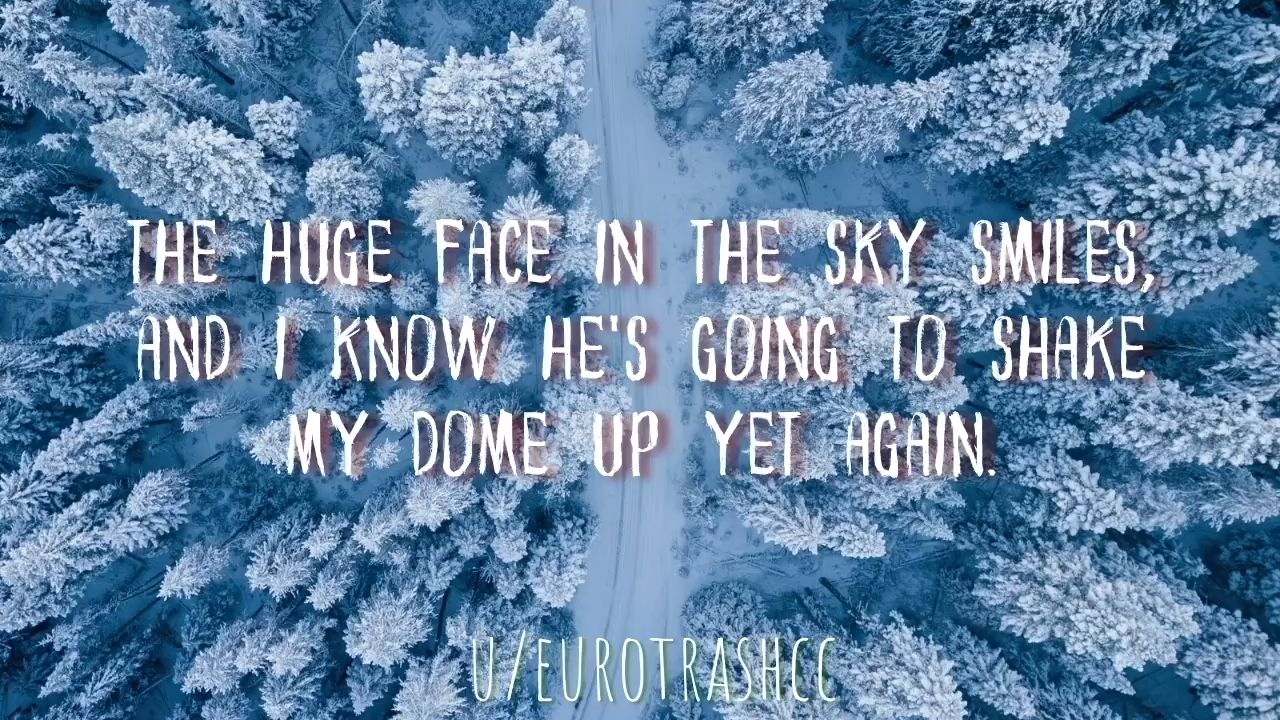 THE HUGE FACE IN THE SKY SMILES,
AND I KNOW HE'S GOING TO SHAKE
MY DOME UP YET AGAIN.
U/EUROTRASHCC